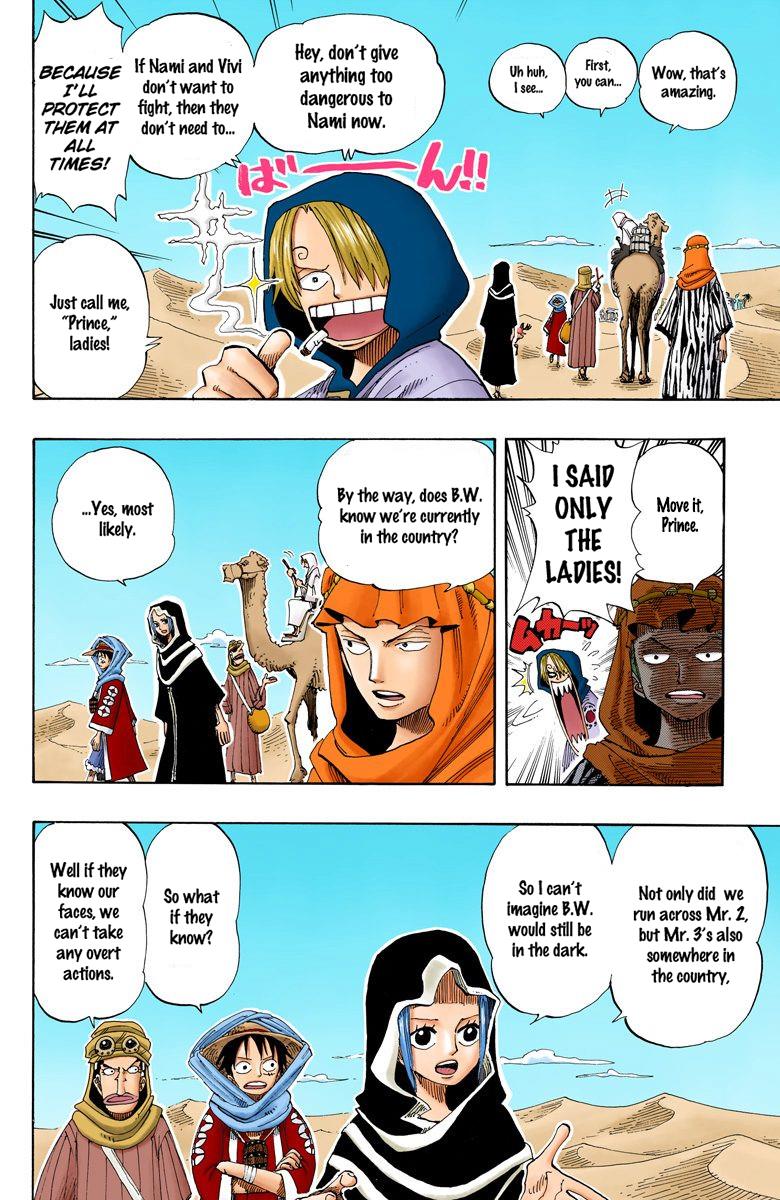 Wow, that's
amazing.
First,
you can...
Uh huh,
I see...
Hey, don't give
anything too
dangerous to
Nami now.
If Nami and Vivi
don't want to
fight, then they
don't need to...
BECAUSE
I'LL
PROTECT
THEM AT
ALL
TIMES!
ばーん!!
Just call me,
"Prince,"
ladies!
Move it,
Prince.
I SAID
ONLY
THE
LADIES!
ムカーッ
By the way, does B.W.
know we're currently
in the country?
...Yes, most
likely.
Not only did we
run across Mr. 2,
but Mr. 3's also
somewhere in
the country,
So I can't
imagine B.W.
would still be
in the dark.
So what
if they
know?
Well if they
know our
faces, we
can't take
any overt
actions.